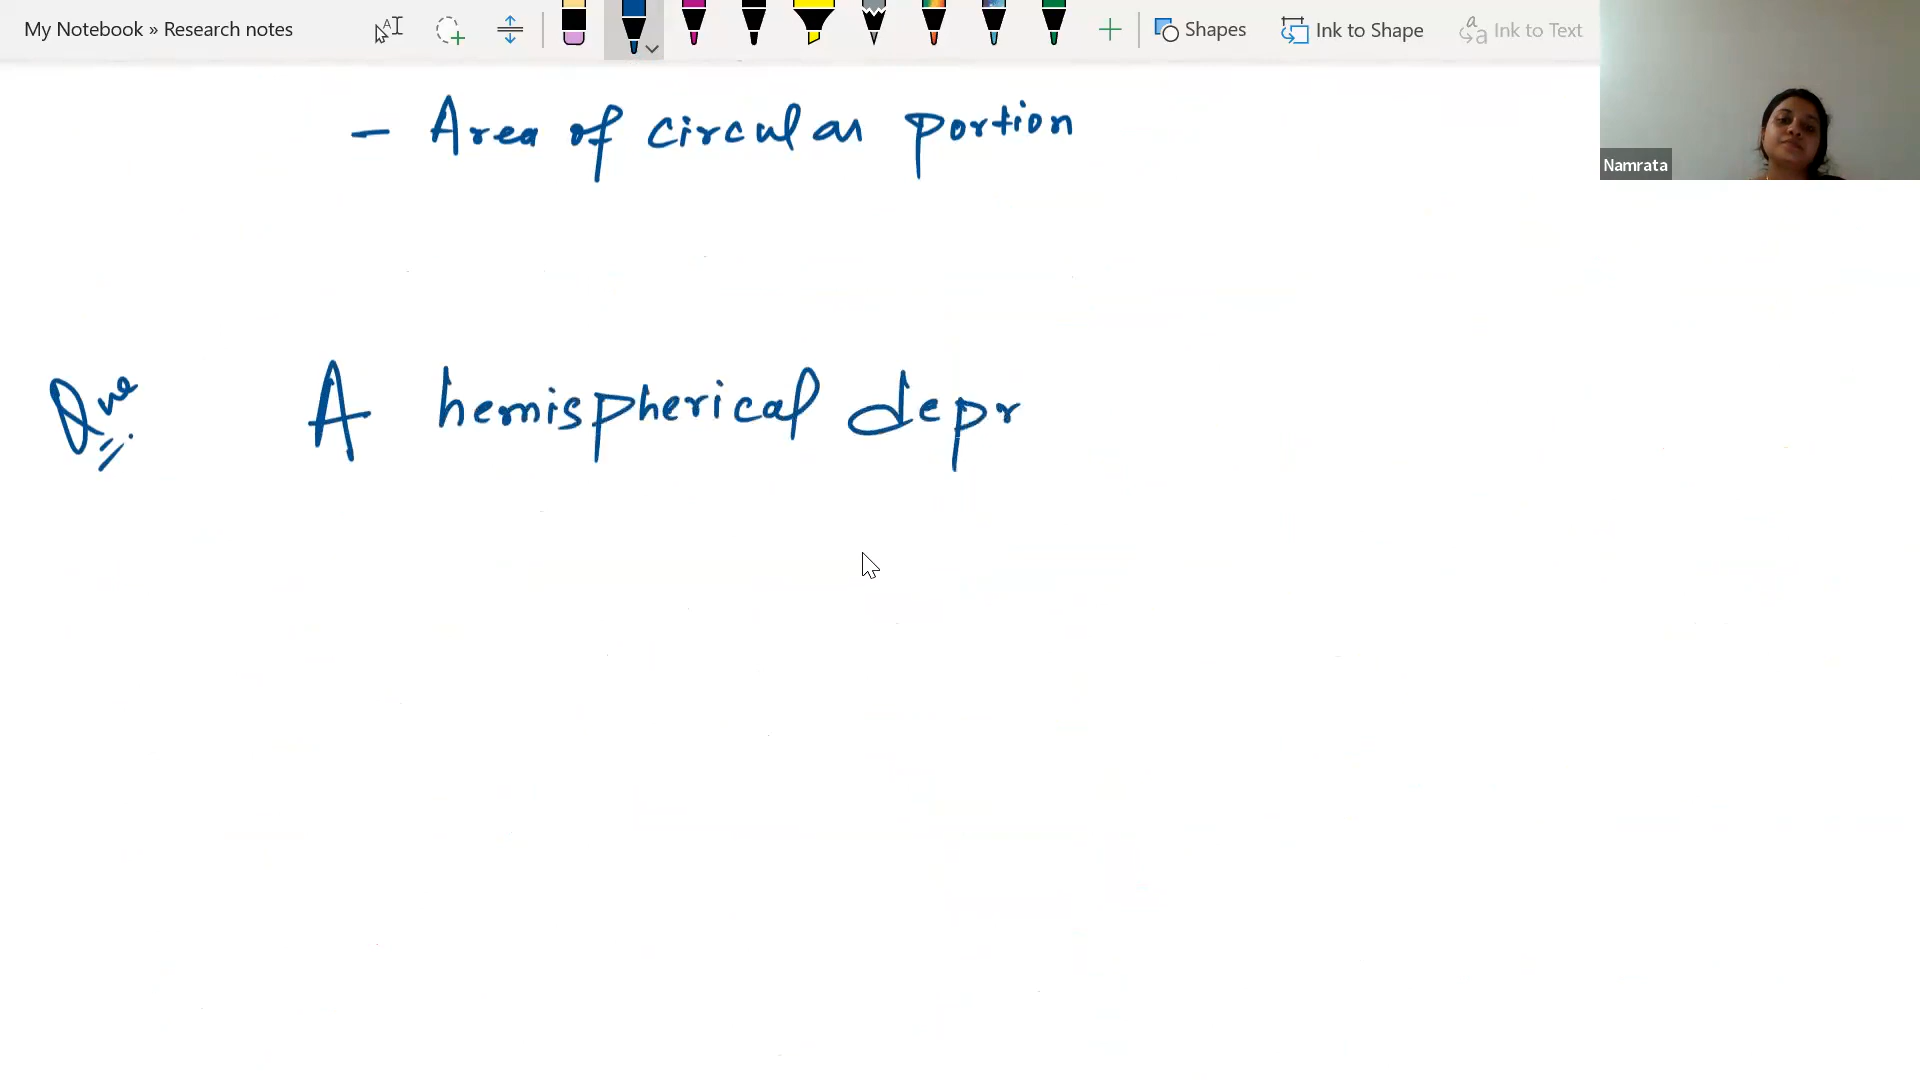 My Notebook » Research notes
Shapes
Ink to Shape
Ink to Text
Namrata
- Area of circular portion
Que A hemispherical depr